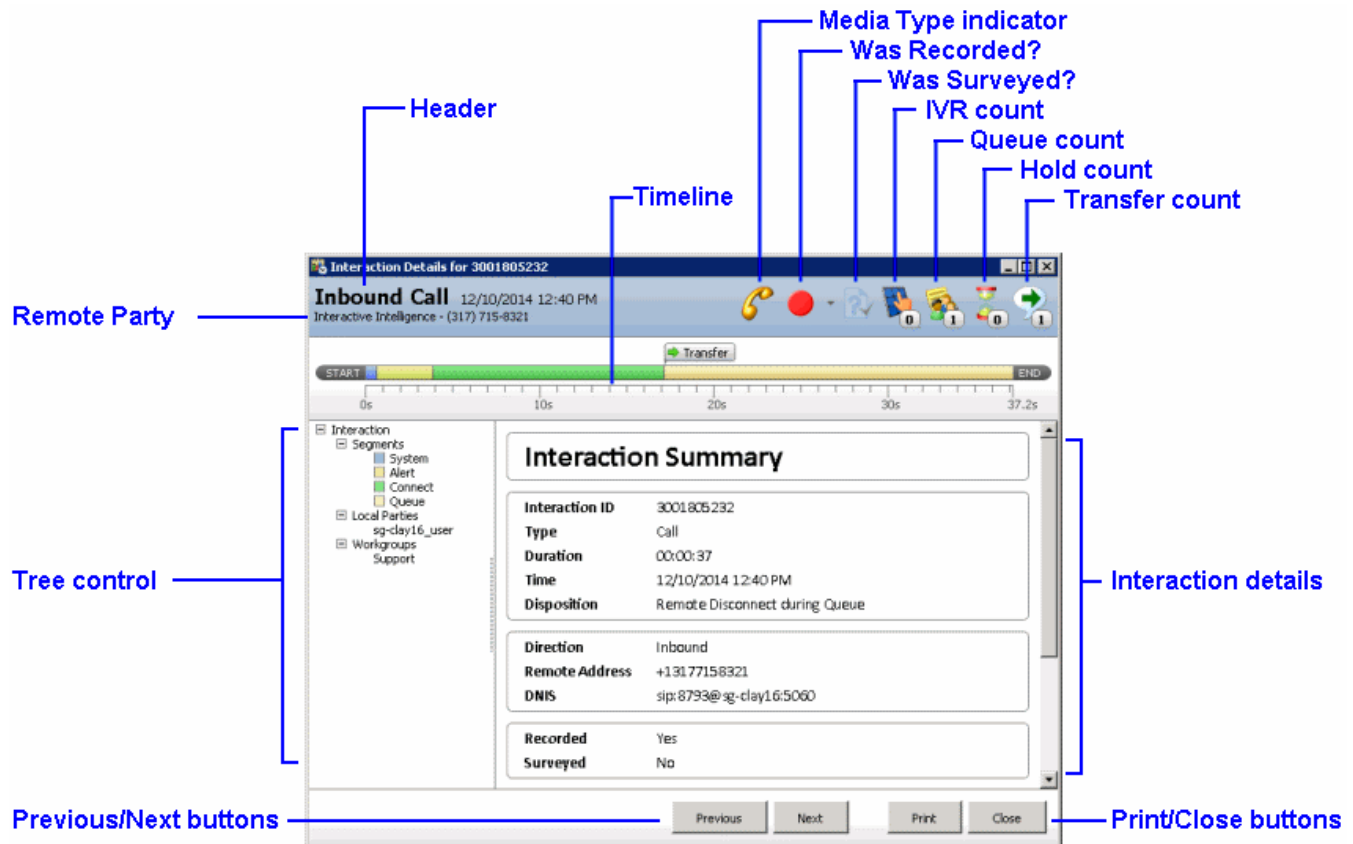 Media Type indicator
Was Recorded?
Was Surveyed?
Header
IVR count
Queue count
Hold count
Timeline
Transfer count
Interaction Details for 3001805232
Inbound Call 12/10/2014 12:40 PM
Remote Party
Interactive Intelligence - (317) 715-8321
0 1 0 1
Transfer
START END
0s 10s 20s 30s 37.2s
Interaction
Segments
System
Alert
Connect
Queue
Local Parties
sg-clay16_user
Workgroups
Support
Tree control
Interaction Summary
Interaction ID 3001805232
Type Call
Duration 00:00:37
Time 12/10/2014 12:40 PM
Disposition Remote Disconnect during Queue
Interaction details
Direction Inbound
Remote Address +13177158321
DNIS sip:8793@sg-clay16:5060
Recorded Yes
Surveyed No
Previous/Next buttons
Previous Next Print Close
Print/Close buttons